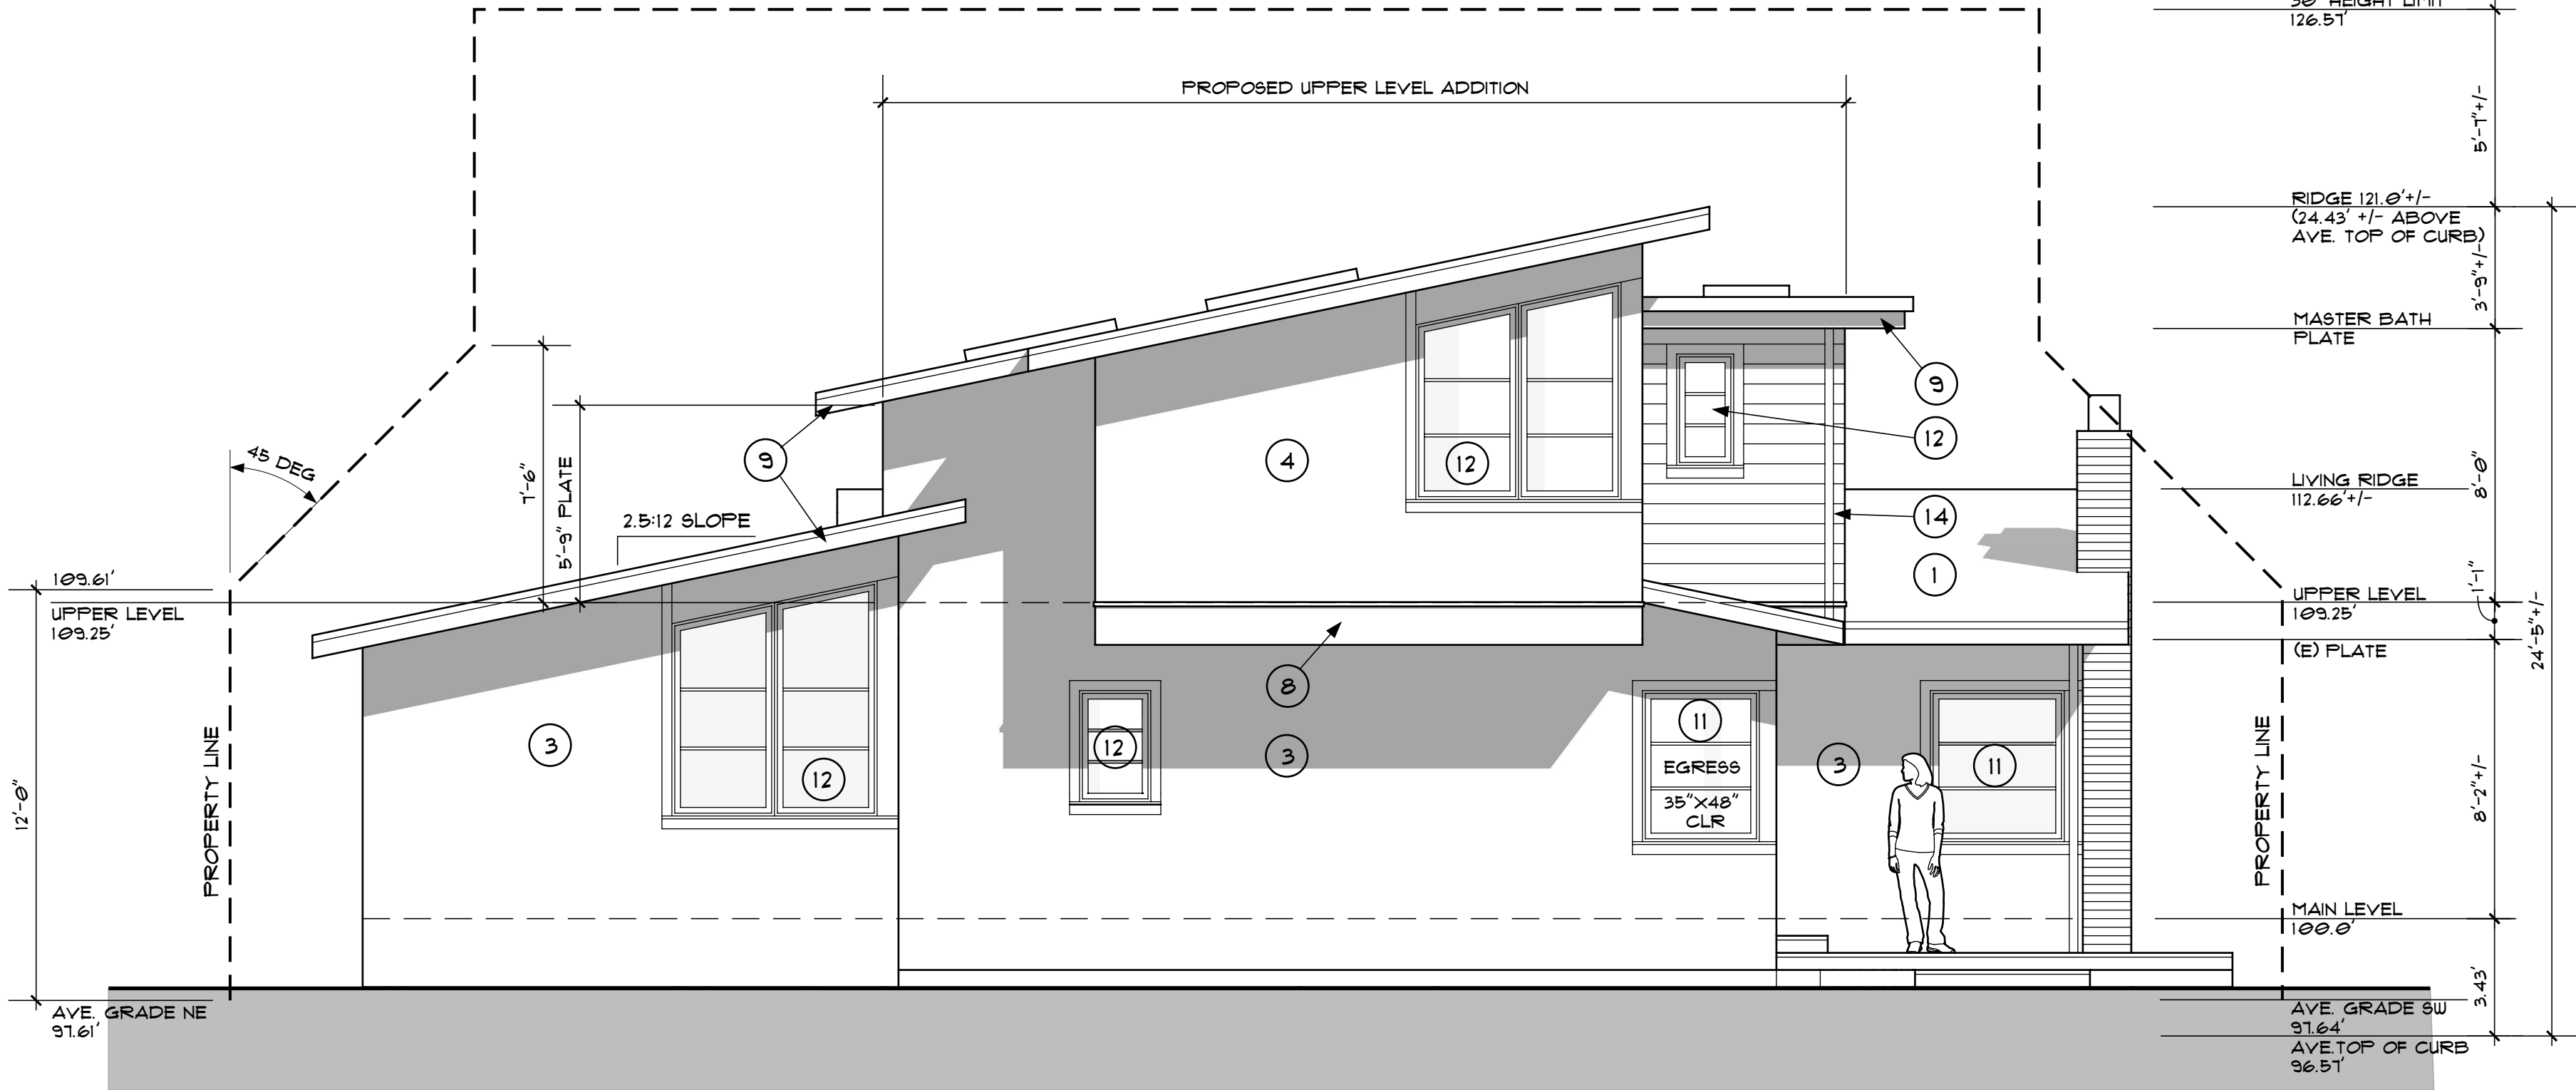 30' HEIGHT LIMIT
126.57'
PROPOSED UPPER LEVEL ADDITION
5'-7"+/-
RIDGE 121.0'+/-
(24.43' +/- ABOVE
AVE. TOP OF CURB)
3'-9"+/-
MASTER BATH
PLATE
9
12
45 DEG
7'-6"
5'-9" PLATE
9
4
12
8'-0"
LIVING RIDGE
112.66'+/-
2.5:12 SLOPE
14
1
109.61'
UPPER LEVEL
109.25'
1'-1"
UPPER LEVEL
109.25'
(E) PLATE
24'-5"+/-
8
3
12
12
3
11
EGRESS
35"X48"
CLR
3
11
PROPERTY LINE
PROPERTY LINE
12'-0"
8'-2"+/-
MAIN LEVEL
100.0'
3.43'
AVE. GRADE NE
97.61'
AVE. GRADE SW
97.64'
AVE.TOP OF CURB
96.57'